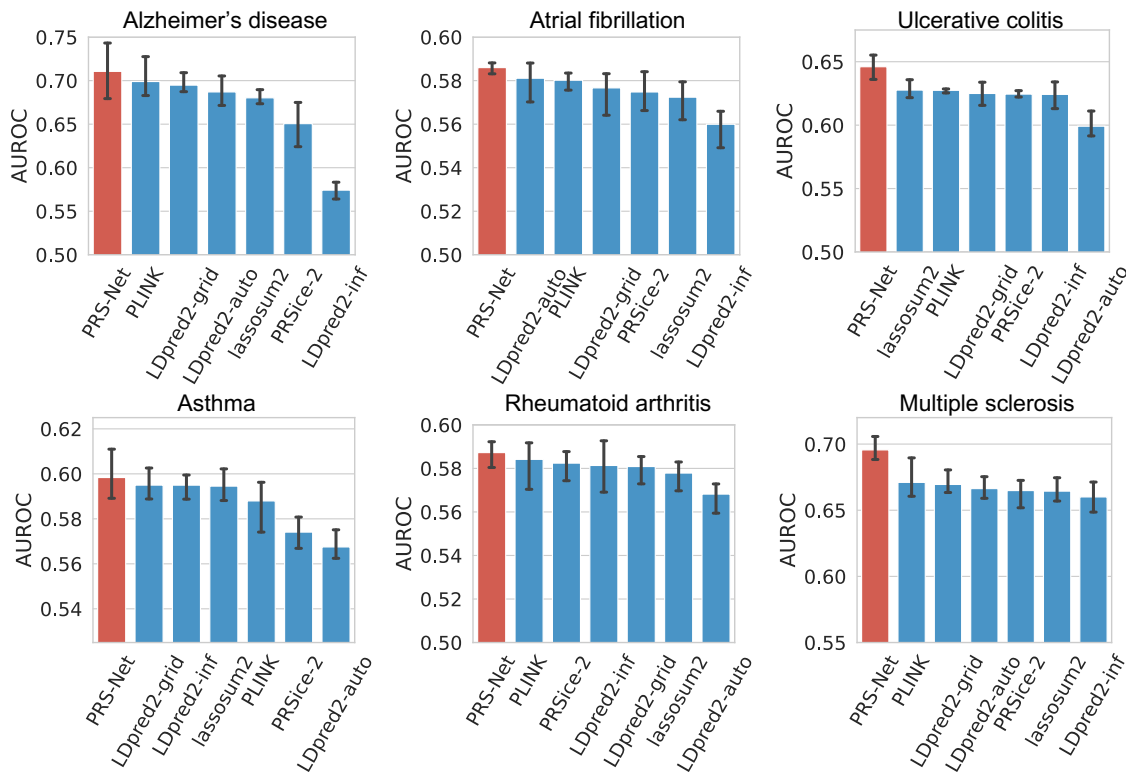 Alzheimer's disease
AUROC
0.75
0.70
0.65
0.60
0.55
0.50
PRS-Net
PLINK
LDpred2-grid
LDpred2-auto
lassosum2
PRSice-2
LDpred2-inf
Atrial fibrillation
AUROC
0.60
0.58
0.56
0.54
0.52
0.50
PRS-Net
LDpred2-auto
PLINK
LDpred2-grid
PRSice-2
lassosum2
LDpred2-inf
Ulcerative colitis
AUROC
0.65
0.60
0.55
0.50
PRS-Net
lassosum2
PLINK
LDpred2-grid
PRSice-2
LDpred2-inf
LDpred2-auto
Asthma
AUROC
0.62
0.60
0.58
0.56
0.54
PRS-Net
LDpred2-grid
LDpred2-inf
lassosum2
PLINK
PRSice-2
LDpred2-auto
Rheumatoid arthritis
AUROC
0.60
0.58
0.56
0.54
0.52
0.50
PRS-Net
PLINK
PRSice-2
LDpred2-inf
LDpred2-grid
lassosum2
LDpred2-auto
Multiple sclerosis
AUROC
0.70
0.65
0.60
0.55
PRS-Net
PLINK
LDpred2-grid
LDpred2-auto
PRSice-2
lassosum2
LDpred2-inf